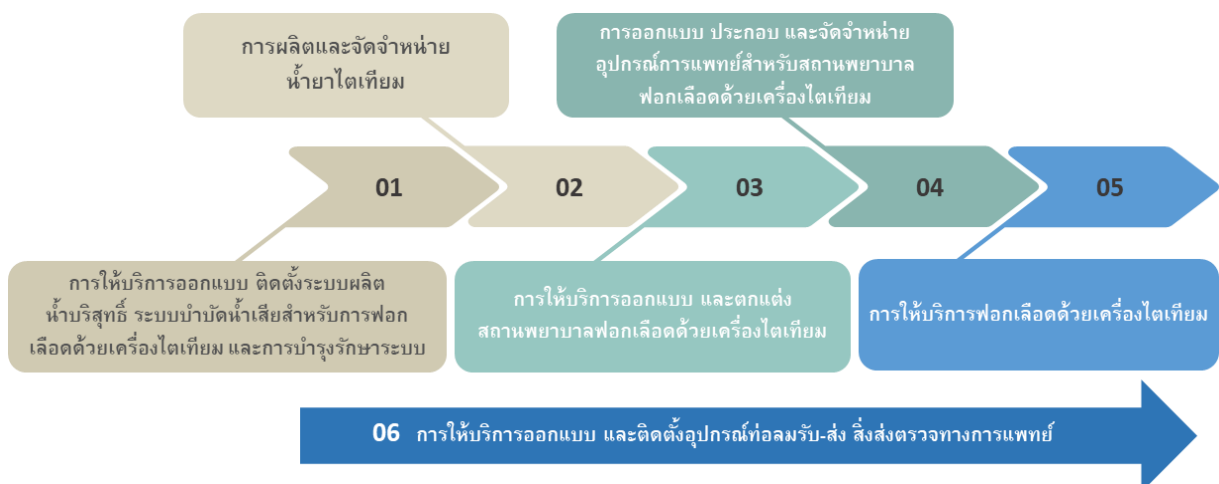 การผลิตและจัดจำหน่าย
น้ำยาไตเทียม
การออกแบบ ประกอบ และจัดจำหน่าย
อุปกรณ์การแพทย์สำหรับสถานพยาบาล
ฟอกเลือดด้วยเครื่องไตเทียม
01
02
03
04
05
การให้บริการออกแบบ ติดตั้งระบบผลิต
น้ำบริสุทธิ์ ระบบบำบัดน้ำเสียสำหรับการฟอก
เลือดด้วยเครื่องไตเทียม และการบำรุงรักษาระบบ
การให้บริการออกแบบ และตกแต่ง
สถานพยาบาลฟอกเลือดด้วยเครื่องไตเทียม
การให้บริการฟอกเลือดด้วยเครื่องไตเทียม
06 การให้บริการออกแบบ และติดตั้งอุปกรณ์ท่อลมรับ-ส่ง สิ่งส่งตรวจทางการแพทย์